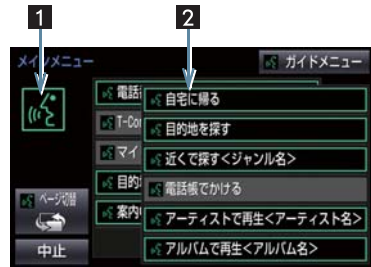 1 2
メインメニュー ガイドメニュー
電話
自宅に帰る
T-Con
目的地を探す
マイ
近くで探す<ジャンル名>
目的
電話帳でかける
案内
アーティストで再生<アーティスト名>
アルバムで再生<アルバム名>
ページ切替
中止